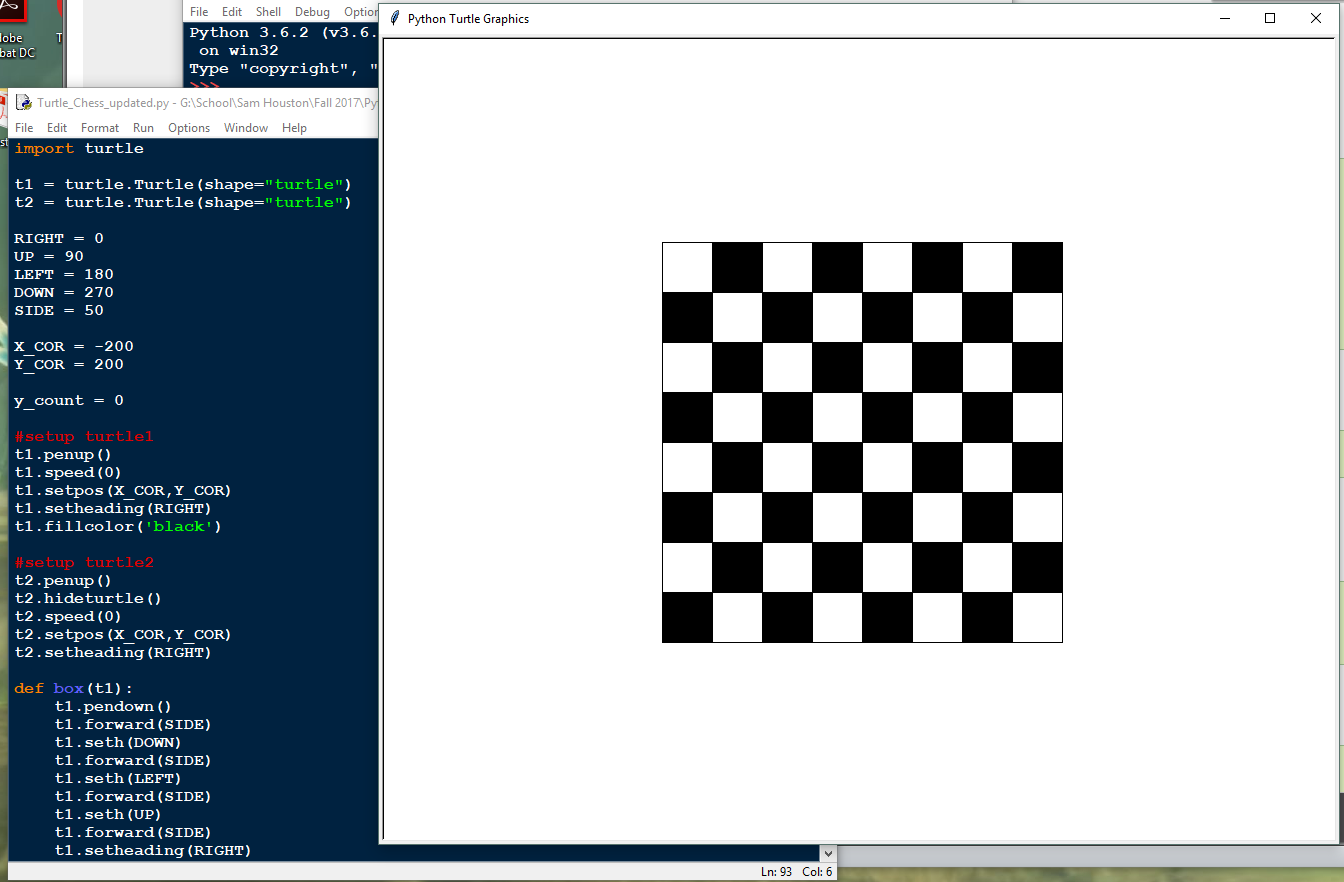 lobe
bat DC
File Edit Shell Debug Option
Python 3.6.2 (v3.6.
on win32
Type "copyright", "
>>>
Python Turtle Graphics
Turtle_Chess_updated.py - G:\School\Sam Houston\Fall 2017\Py
File Edit Format Run Options Window Help
import turtle
t1 = turtle.Turtle(shape="turtle")
t2 = turtle.Turtle(shape="turtle")
RIGHT = 0
UP = 90
LEFT = 180
DOWN = 270
SIDE = 50
X_COR = -200
Y_COR = 200
y_count = 0
#setup turtle1
t1.penup()
t1.speed(0)
t1.setpos(X_COR,Y_COR)
t1.setheading(RIGHT)
t1.fillcolor('black')
#setup turtle2
t2.penup()
t2.hideturtle()
t2.speed(0)
t2.setpos(X_COR,Y_COR)
t2.setheading(RIGHT)
def box(t1):
    t1.pendown()
    t1.forward(SIDE)
    t1.seth(DOWN)
    t1.forward(SIDE)
    t1.seth(LEFT)
    t1.forward(SIDE)
    t1.seth(UP)
    t1.forward(SIDE)
    t1.setheading(RIGHT)
Ln: 93 Col: 6